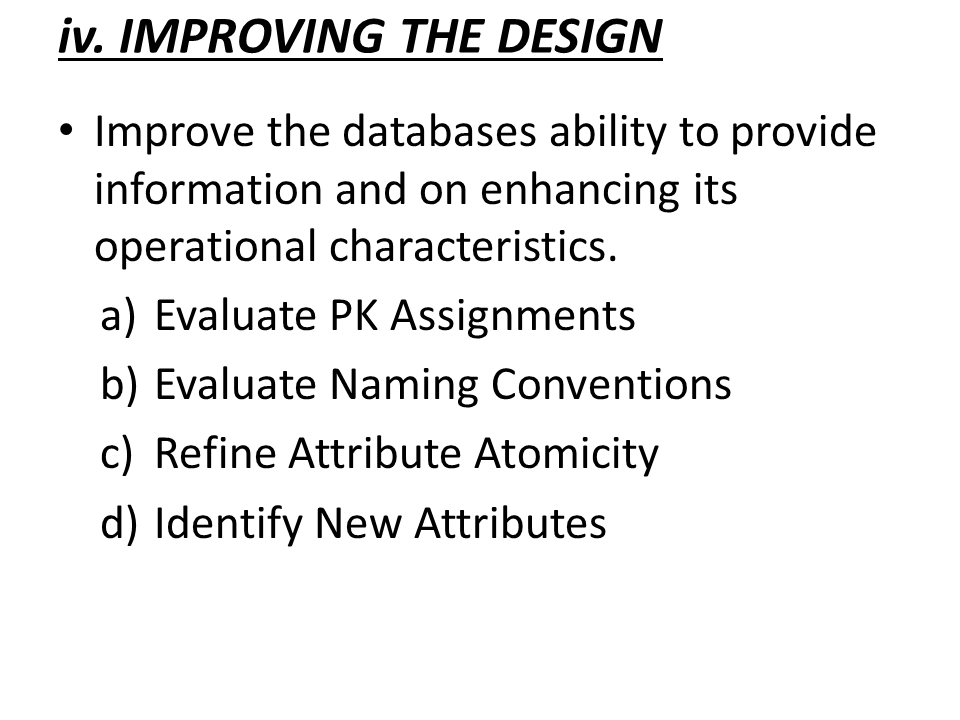 iv. IMPROVING THE DESIGN
• Improve the databases ability to provide
information and on enhancing its
operational characteristics.
a) Evaluate PK Assignments
b) Evaluate Naming Conventions
c) Refine Attribute Atomicity
d) Identify New Attributes